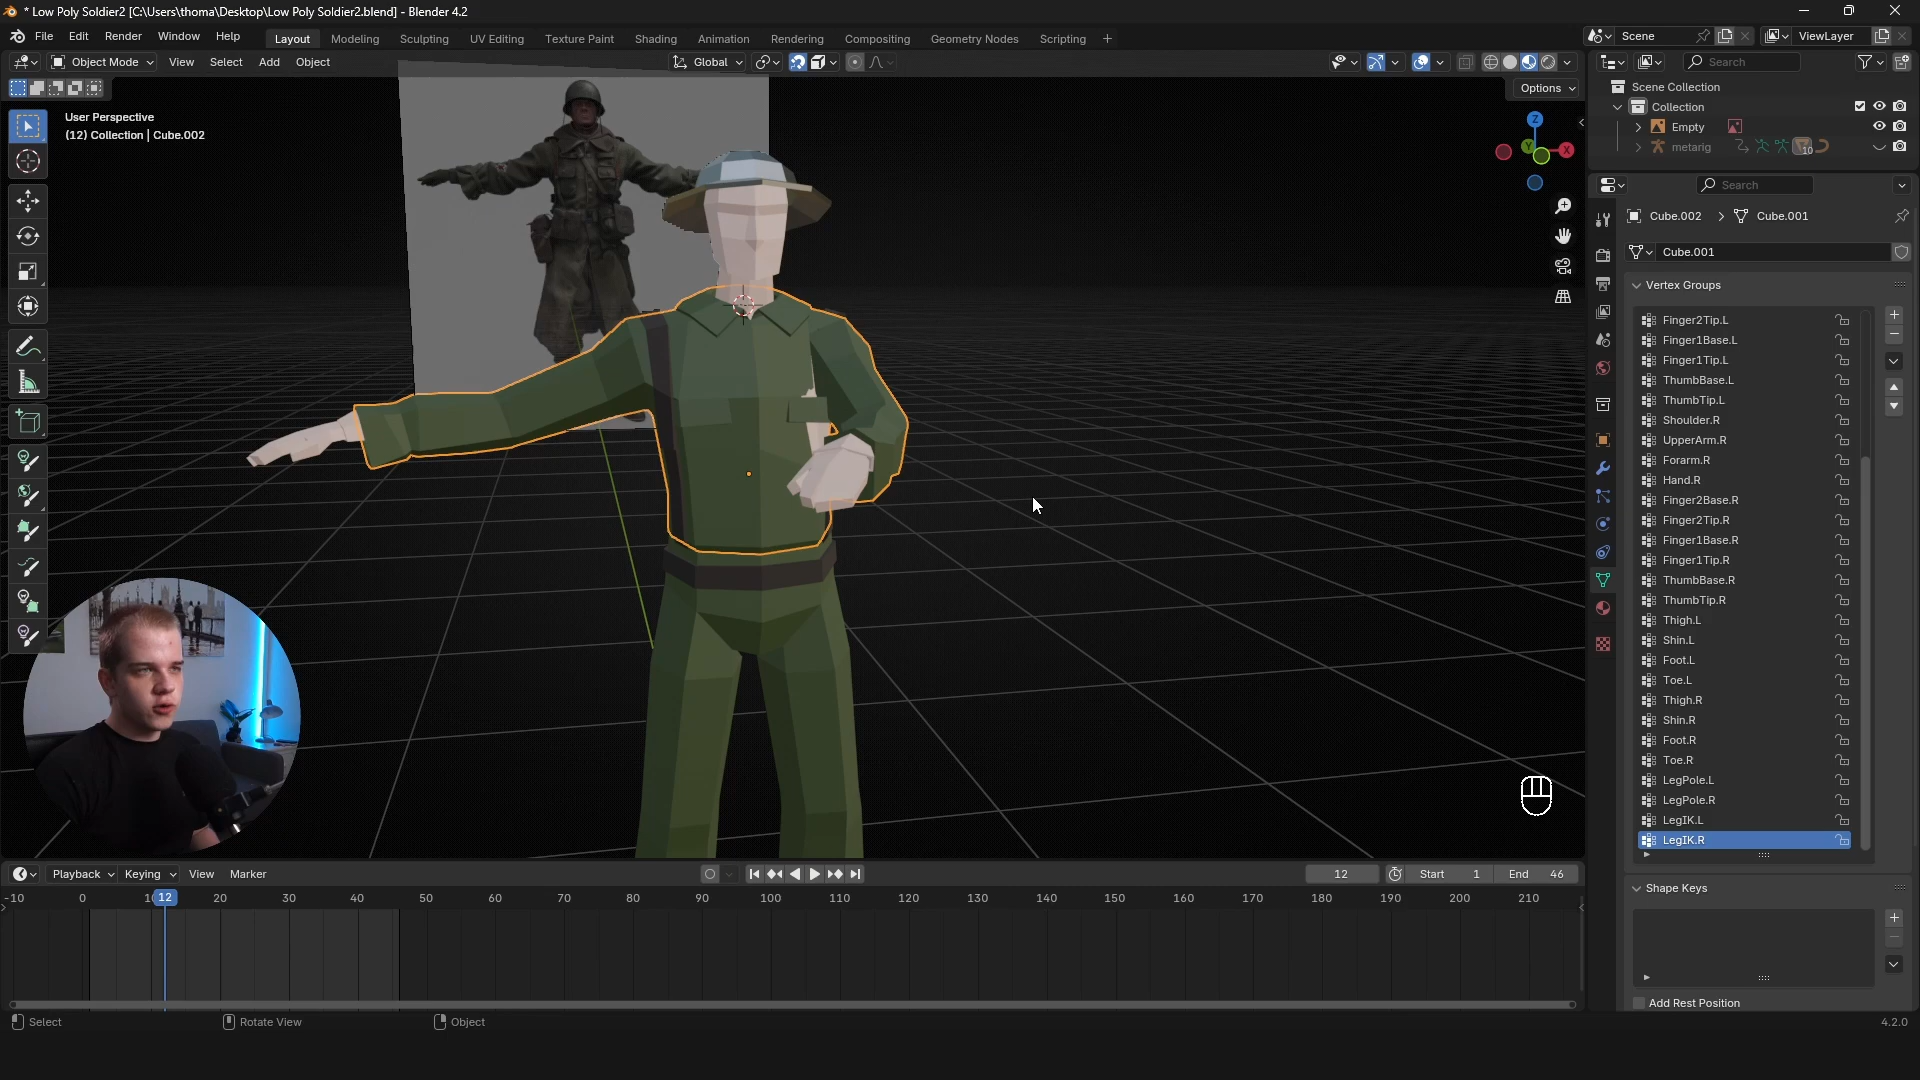 * Low Poly Soldier2 [C:\Users\thoma\Desktop\Low Poly Soldier2.blend] - Blender 4.2
File Edit Render Window Help
Layout Modeling Sculpting UV Editing Texture Paint Shading Animation Rendering Compositing Geometry Nodes Scripting +
Scene
ViewLayer
Object Mode View Select Add Object
Global
Options
Search
Scene Collection
Collection
Empty
metarig
10
User Perspective
(12) Collection | Cube.002
Z
Y
X
Search
Cube.002 > Cube.001
Cube.001
Vertex Groups
Finger2Tip.L
Finger1Base.L
Finger1Tip.L
ThumbBase.L
ThumbTip.L
Shoulder.R
UpperArm.R
Forarm.R
Hand.R
Finger2Base.R
Finger2Tip.R
Finger1Base.R
Finger1Tip.R
ThumbBase.R
ThumbTip.R
Thigh.L
Shin.L
Foot.L
Toe.L
Thigh.R
Shin.R
Foot.R
Toe.R
LegPole.L
LegPole.R
LegIK.L
LegIK.R
Shape Keys
Add Rest Position
Playback Keying View Marker
12
Start 1
End 46
-10 0 10 12 20 30 40 50 60 70 80 90 100 110 120 130 140 150 160 170 180 190 200 210
Select
Rotate View
Object
4.2.0